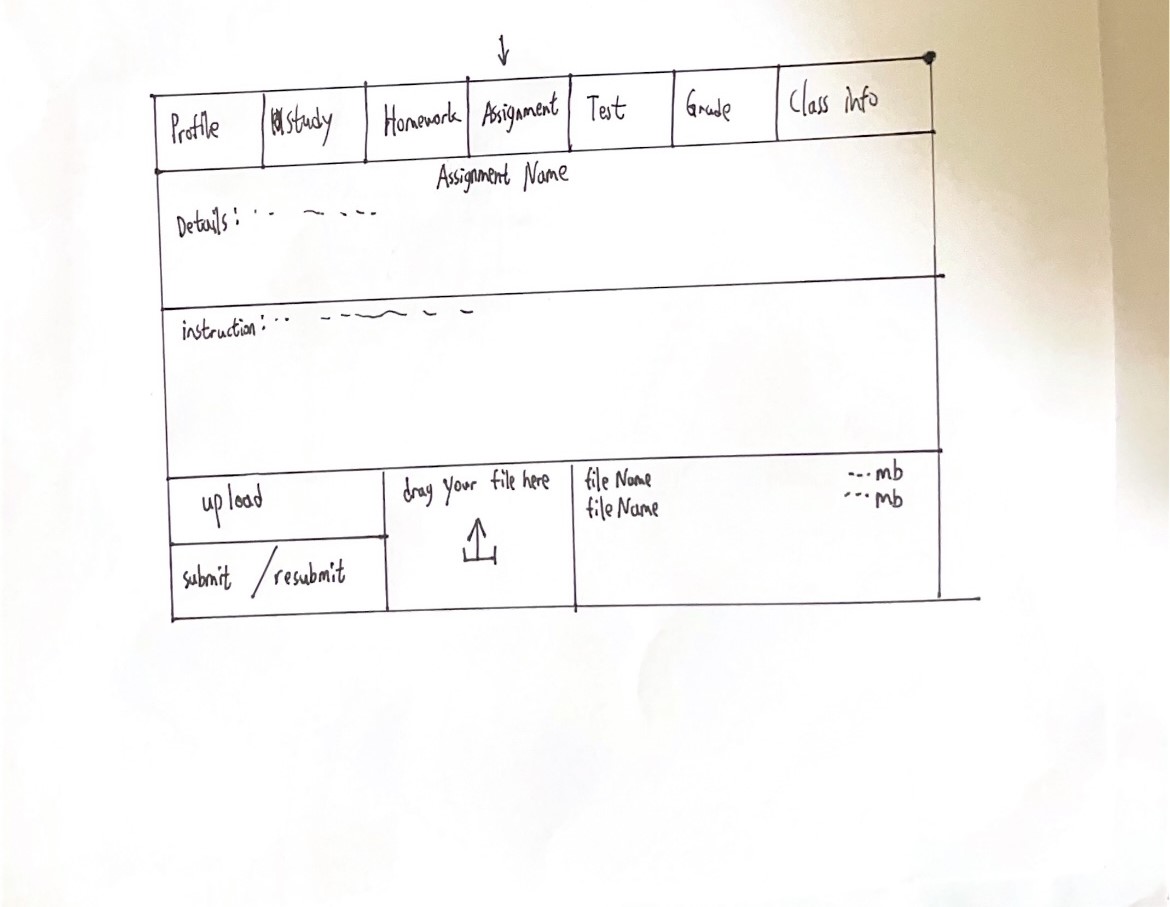 Profile study Homework Assignment Test Grade Class info
Assignment Name
Details:
instruction:
upload
submit / resubmit
drag your file here
file Name ---mb
file Name ---mb